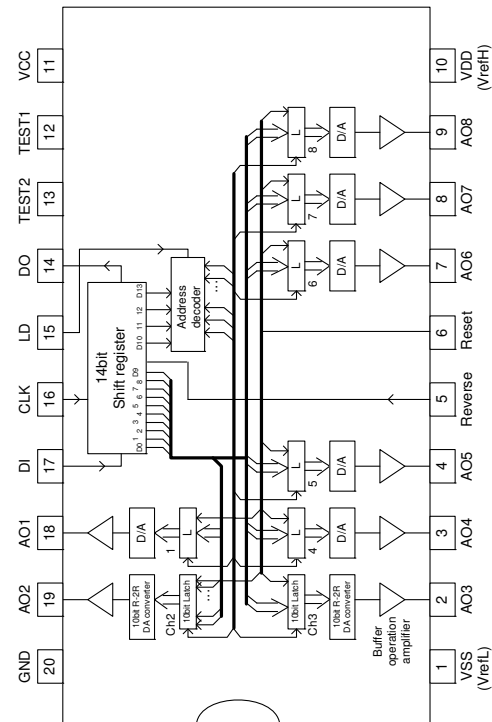 GND AO2 AO1 DI CLK LD DO TEST2 TEST1 VCC
20 19 18 17 16 15 14 13 12 11
14bit
Shift register
D0 1 2 3 4 5 6 7 8 D9 D10 11 12 D13
10bit R-2R
DA converter
D/A
Address
decoder
...
Ch2
10bit Latch
1
L
...
Ch3
10bit Latch
4
L
5
L
6
L
7
L
8
L
10bit R-2R
DA converter
D/A
D/A
D/A
D/A
D/A
Buffer
operation
amplifier
1 2 3 4 5 6 7 8 9 10
VSS
(VrefL)
AO3 AO4 AO5 Reverse Reset AO6 AO7 AO8
VDD
(VrefH)